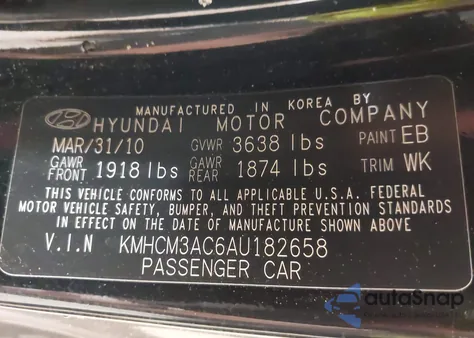 MANUFACTURED IN KOREA BY
HYUNDAI MOTOR COMPANY
MAR/31/10 GVWR 3638 lbs PAINT EB
GAWR FRONT 1918 lbs GAWR REAR 1874 lbs TRIM WK
THIS VEHICLE CONFORMS TO ALL APPLICABLE U.S.A. FEDERAL
MOTOR VEHICLE SAFETY, BUMPER, AND THEFT PREVENTION STANDARDS
IN EFFECT ON THE DATE OF MANUFACTURE SHOWN ABOVE
V.I.N KMHCM3AC6AU182658
PASSENGER CAR
autoSnap